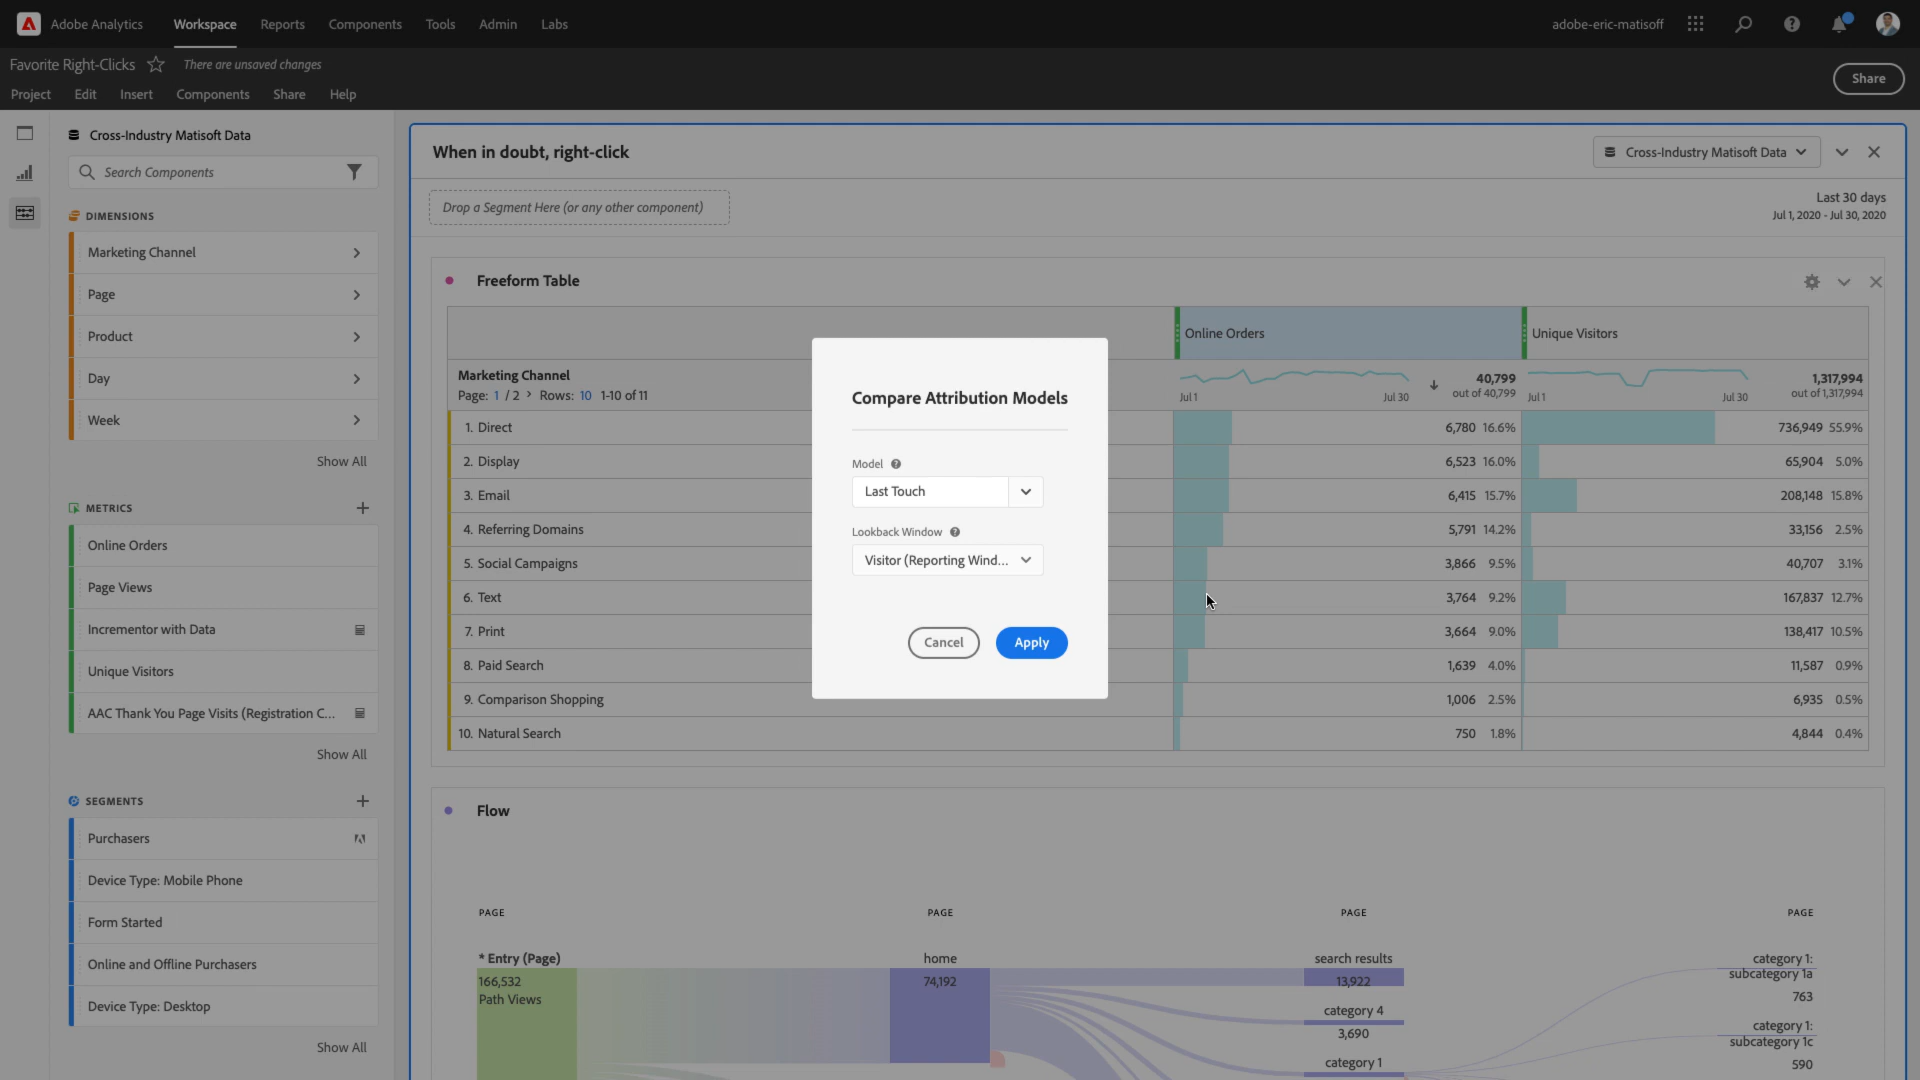 Adobe Analytics Workspace Reports Components Tools Admin Labs adobe-eric-matisoff
Favorite Right-Clicks There are unsaved changes
Share
Project Edit Insert Components Share Help
Cross-Industry Matisoft Data
Search Components
DIMENSIONS
Marketing Channel
Page
Product
Day
Week
Show All
METRICS
Online Orders
Page Views
Incrementor with Data
Unique Visitors
AAC Thank You Page Visits (Registration C...
Show All
SEGMENTS
Purchasers
Device Type: Mobile Phone
Form Started
Online and Offline Purchasers
Device Type: Desktop
Show All
When in doubt, right-click
Cross-Industry Matisoft Data
Drop a Segment Here (or any other component)
Last 30 days
Jul 1, 2020 - Jul 30, 2020
Freeform Table
Online Orders Unique Visitors
Marketing Channel
Page: 1 / 2 > Rows: 10 1-10 of 11
Jul 1 Jul 30
40,799
out of 40,799
Jul 1 Jul 30
1,317,994
out of 1,317,994
1. Direct 6,780 16.6% 736,949 55.9%
2. Display 6,523 16.0% 65,904 5.0%
3. Email 6,415 15.7% 208,148 15.8%
4. Referring Domains 5,791 14.2% 33,156 2.5%
5. Social Campaigns 3,866 9.5% 40,707 3.1%
6. Text 3,764 9.2% 167,837 12.7%
7. Print 3,664 9.0% 138,417 10.5%
8. Paid Search 1,639 4.0% 11,587 0.9%
9. Comparison Shopping 1,006 2.5% 6,935 0.5%
10. Natural Search 750 1.8% 4,844 0.4%
Compare Attribution Models
Model
Last Touch
Lookback Window
Visitor (Reporting Wind...
Cancel Apply
Flow
PAGE PAGE PAGE PAGE
* Entry (Page)
166,532
Path Views
home
74,192
search results
13,922
category 4
3,690
category 1
category 1:
subcategory 1a
763
category 1:
subcategory 1c
590